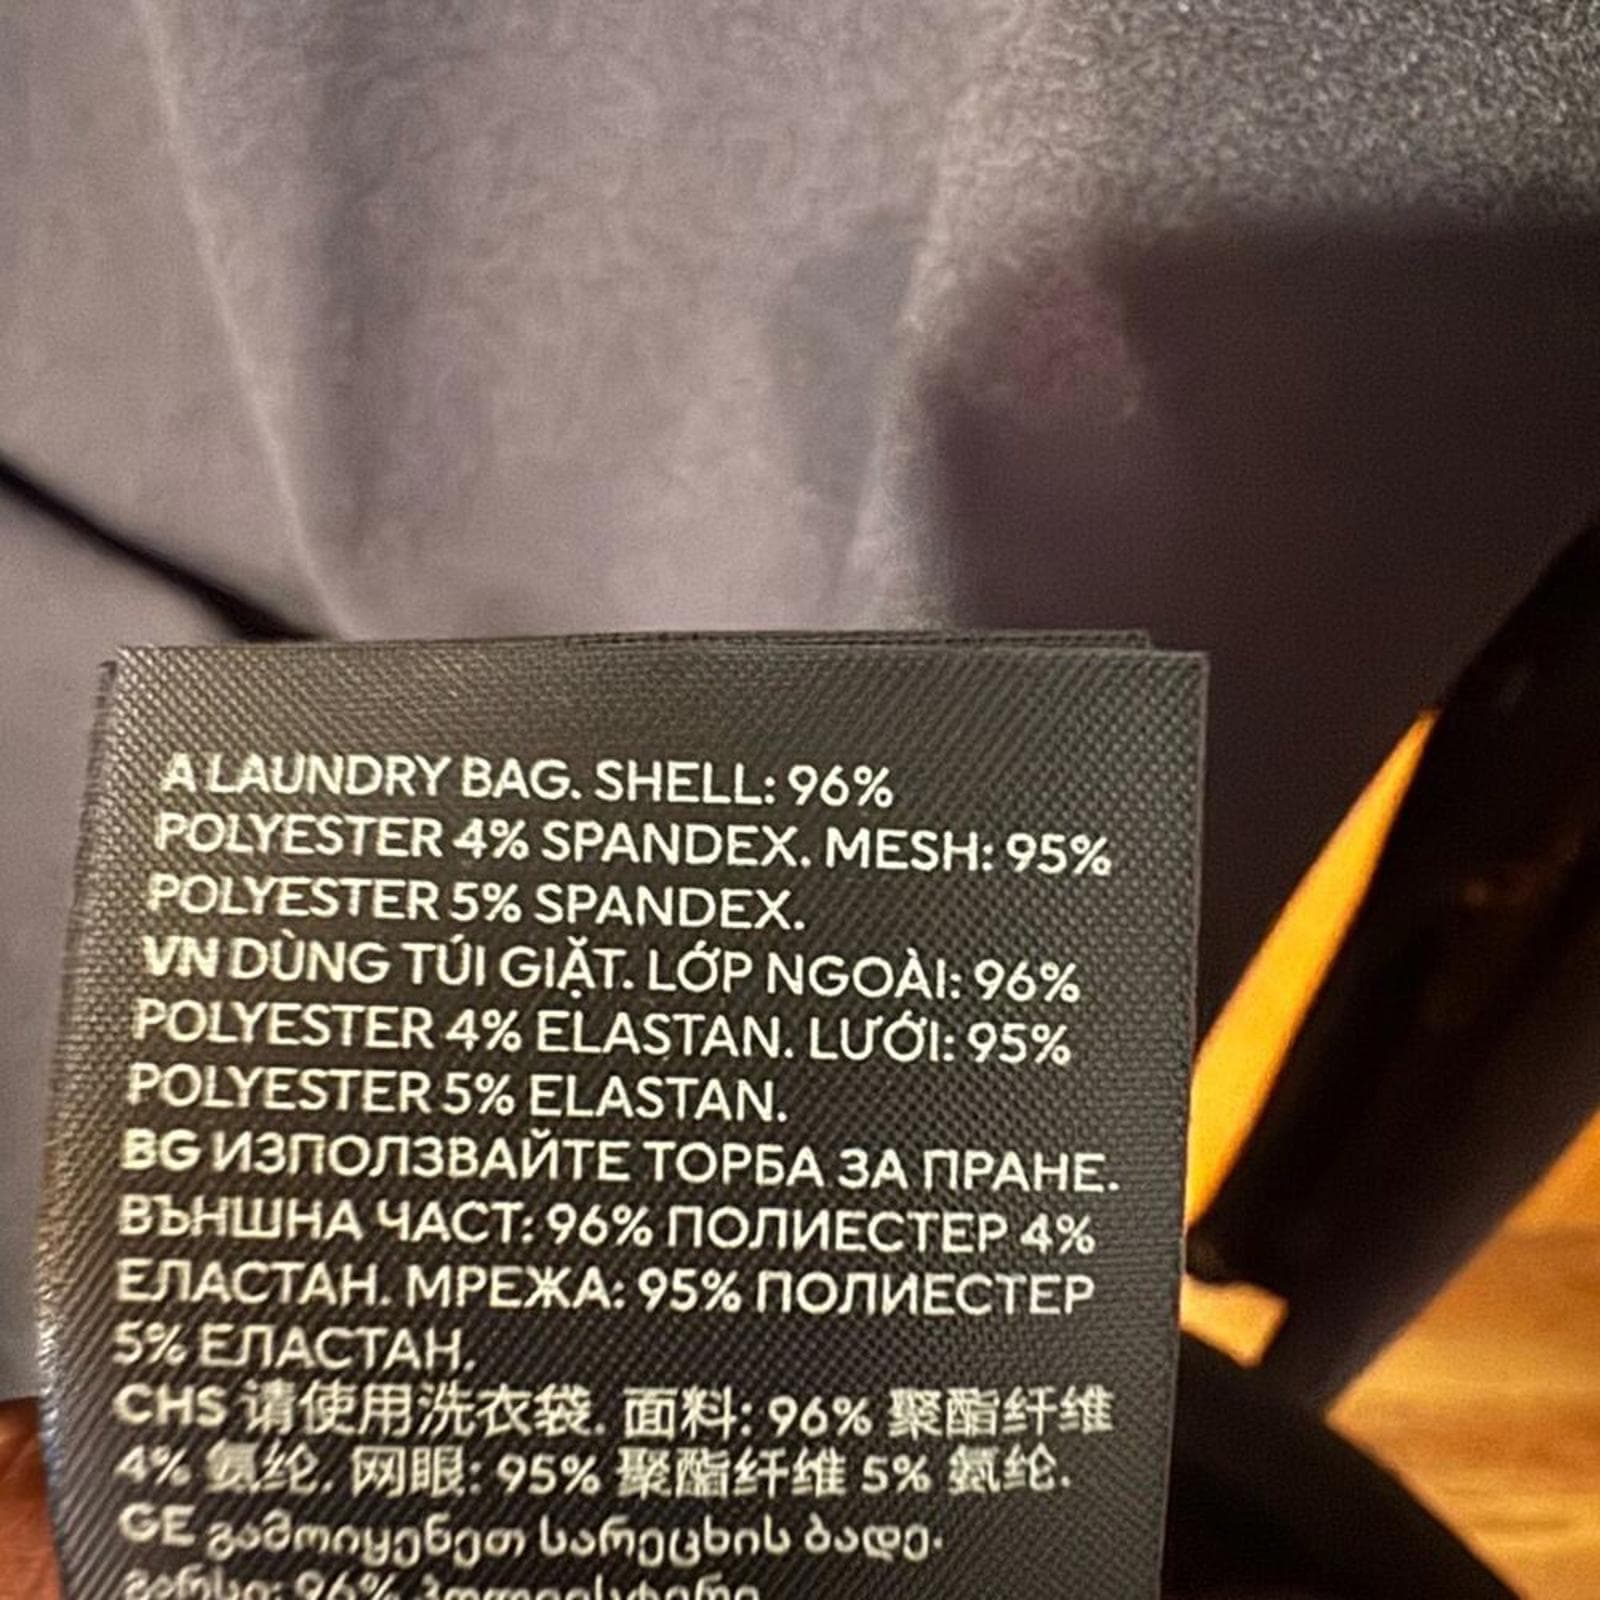 A LAUNDRY BAG. SHELL: 96%
POLYESTER 4% SPANDEX. MESH: 95%
POLYESTER 5% SPANDEX.
VN DÙNG TÚI GIẶT. LỚP NGOÀI: 96%
POLYESTER 4% ELASTAN. LƯỚI: 95%
POLYESTER 5% ELASTAN.
BG ИЗПОЛЗВАЙТЕ ТОРБА ЗА ПРАНЕ.
ВЪНШНА ЧАСТ: 96% ПОЛИЕСТЕР 4%
ЕЛАСТАН. МРЕЖА: 95% ПОЛИЕСТЕР
5% ЕЛАСТАН.
CHS 请使用洗衣袋. 面料: 96% 聚酯纤维
4% 氨纶. 网眼: 95% 聚酯纤维 5% 氨纶.
GE გამოიყენეთ სარეცხის ბადე.
96%